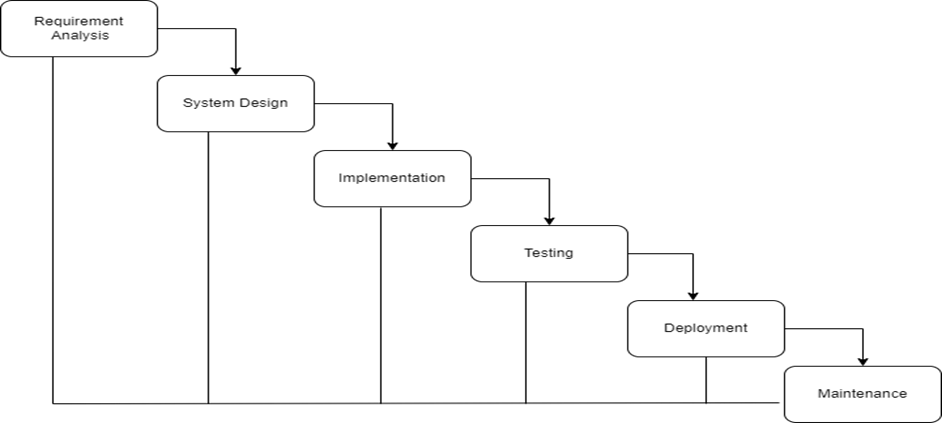 Requirement
Analysis
System Design
Implementation
Testing
Deployment
Maintenance